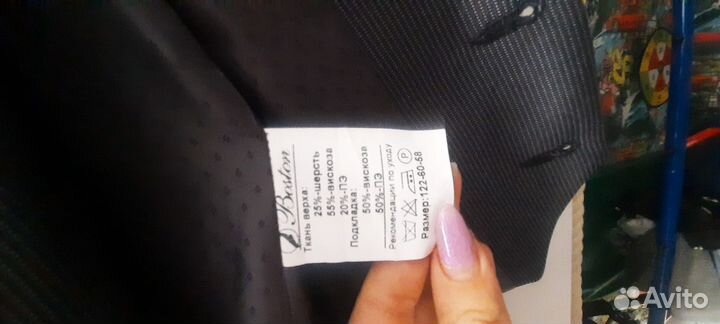 Boston
Ткань верха:
25%-шерсть
55%-вискоза
20%-ПЭ
Подкладка:
50%-вискоза
50%-ПЭ
Рекомендации по уходу
P
Размер:122-60-58
Avito